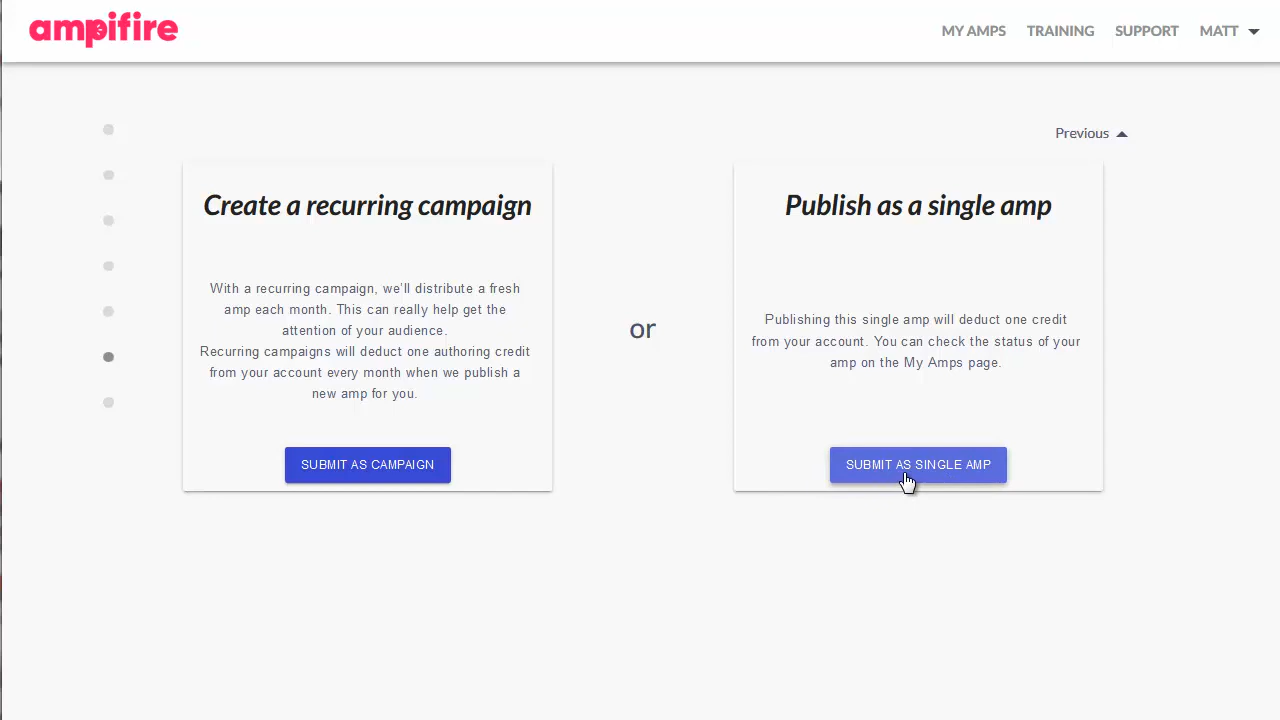 ampifire
MY AMPS TRAINING SUPPORT MATT
Previous
Create a recurring campaign
With a recurring campaign, we'll distribute a fresh
amp each month. This can really help get the
attention of your audience.
Recurring campaigns will deduct one authoring credit
from your account every month when we publish a
new amp for you.
SUBMIT AS CAMPAIGN
or
Publish as a single amp
Publishing this single amp will deduct one credit
from your account. You can check the status of your
amp on the My Amps page.
SUBMIT AS SINGLE AMP